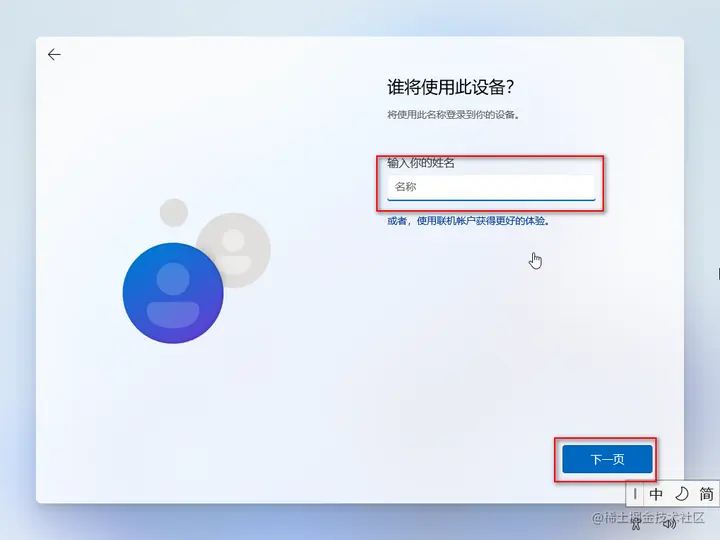 谁将使用此设备？
将使用此名称登录到你的设备。
输入你的姓名
名称
或者，使用联机帐户获得更好的体验。
下一页
中 简
@稀土掘金技术社区